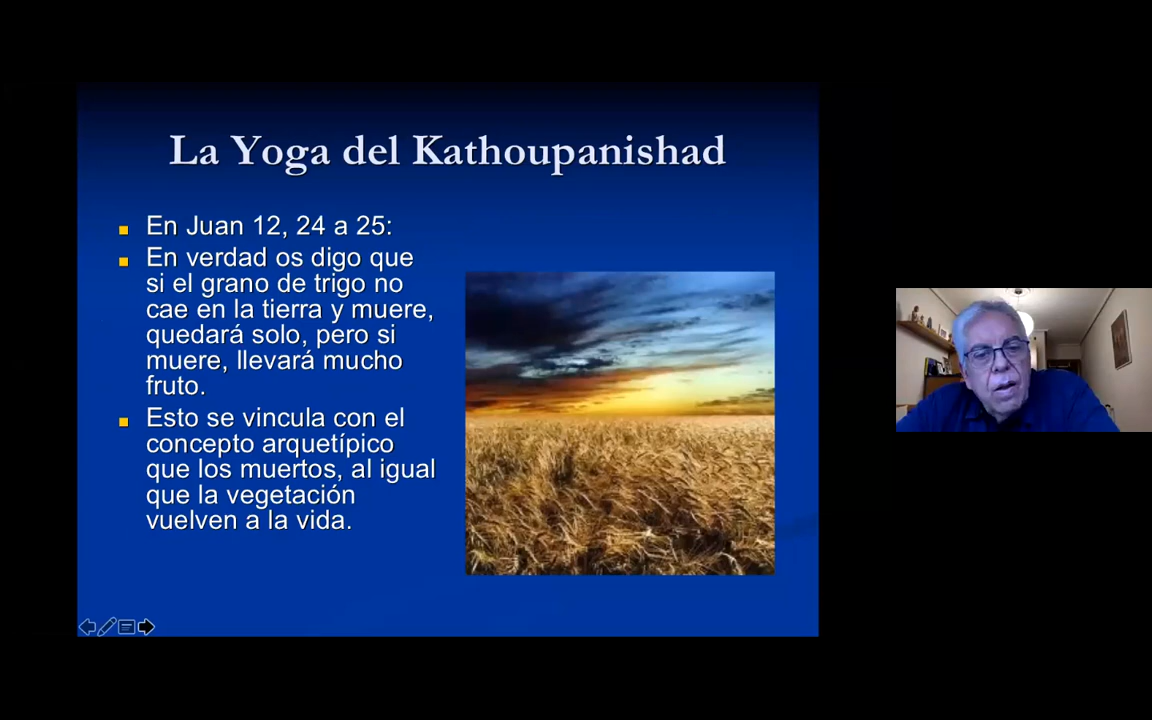 La Yoga del Kathoupanishad
En Juan 12, 24 a 25:
En verdad os digo que
si el grano de trigo no
cae en la tierra y muere,
quedará solo, pero si
muere, llevará mucho
fruto.
Esto se vincula con el
concepto arquetípico
que los muertos, al igual
que la vegetación
vuelven a la vida.